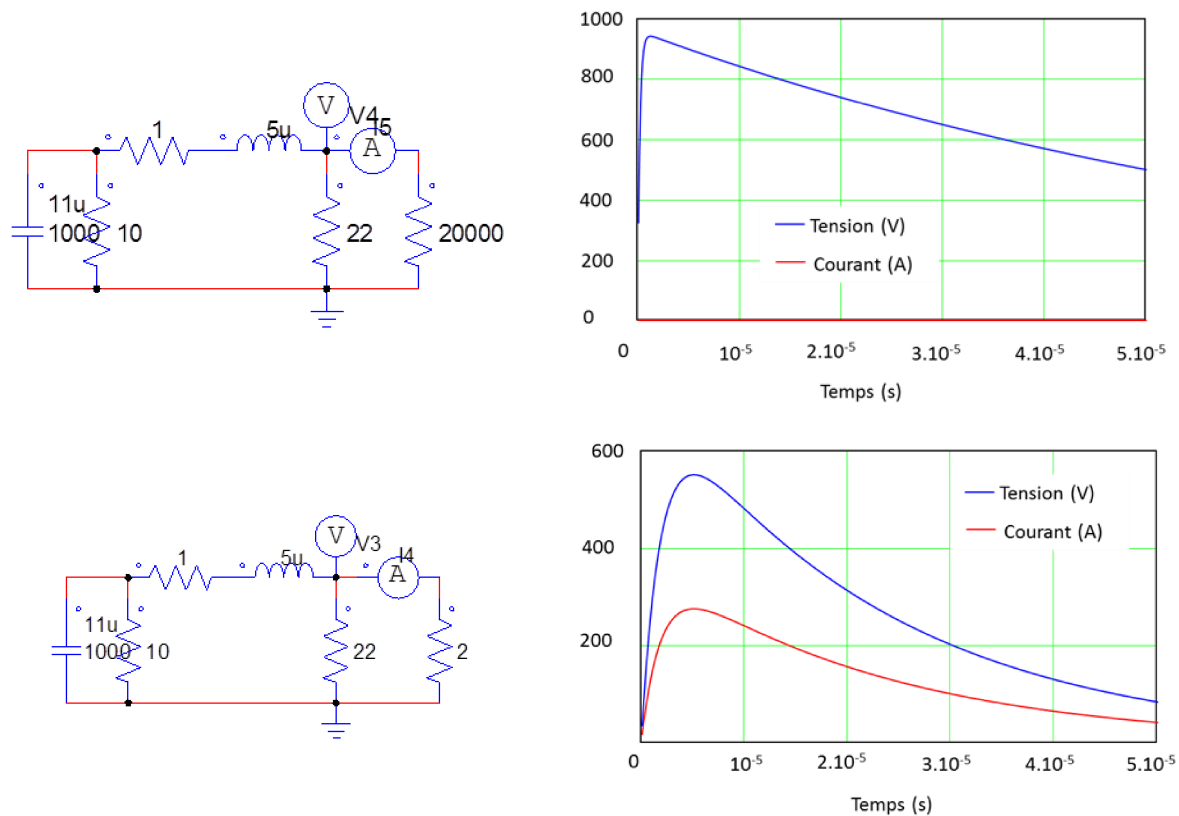 V
V4
I5
1
5u
A
11u
1000
10
22
20000
1000
800
600
400
200
0
Tension (V)
Courant (A)
0
10-5
2.10-5
3.10-5
4.10-5
5.10-5
Temps (s)
V
V3
I4
1
5u
A
11u
1000
10
22
2
600
400
200
Tension (V)
Courant (A)
0
10-5
2.10-5
3.10-5
4.10-5
5.10-5
Temps (s)